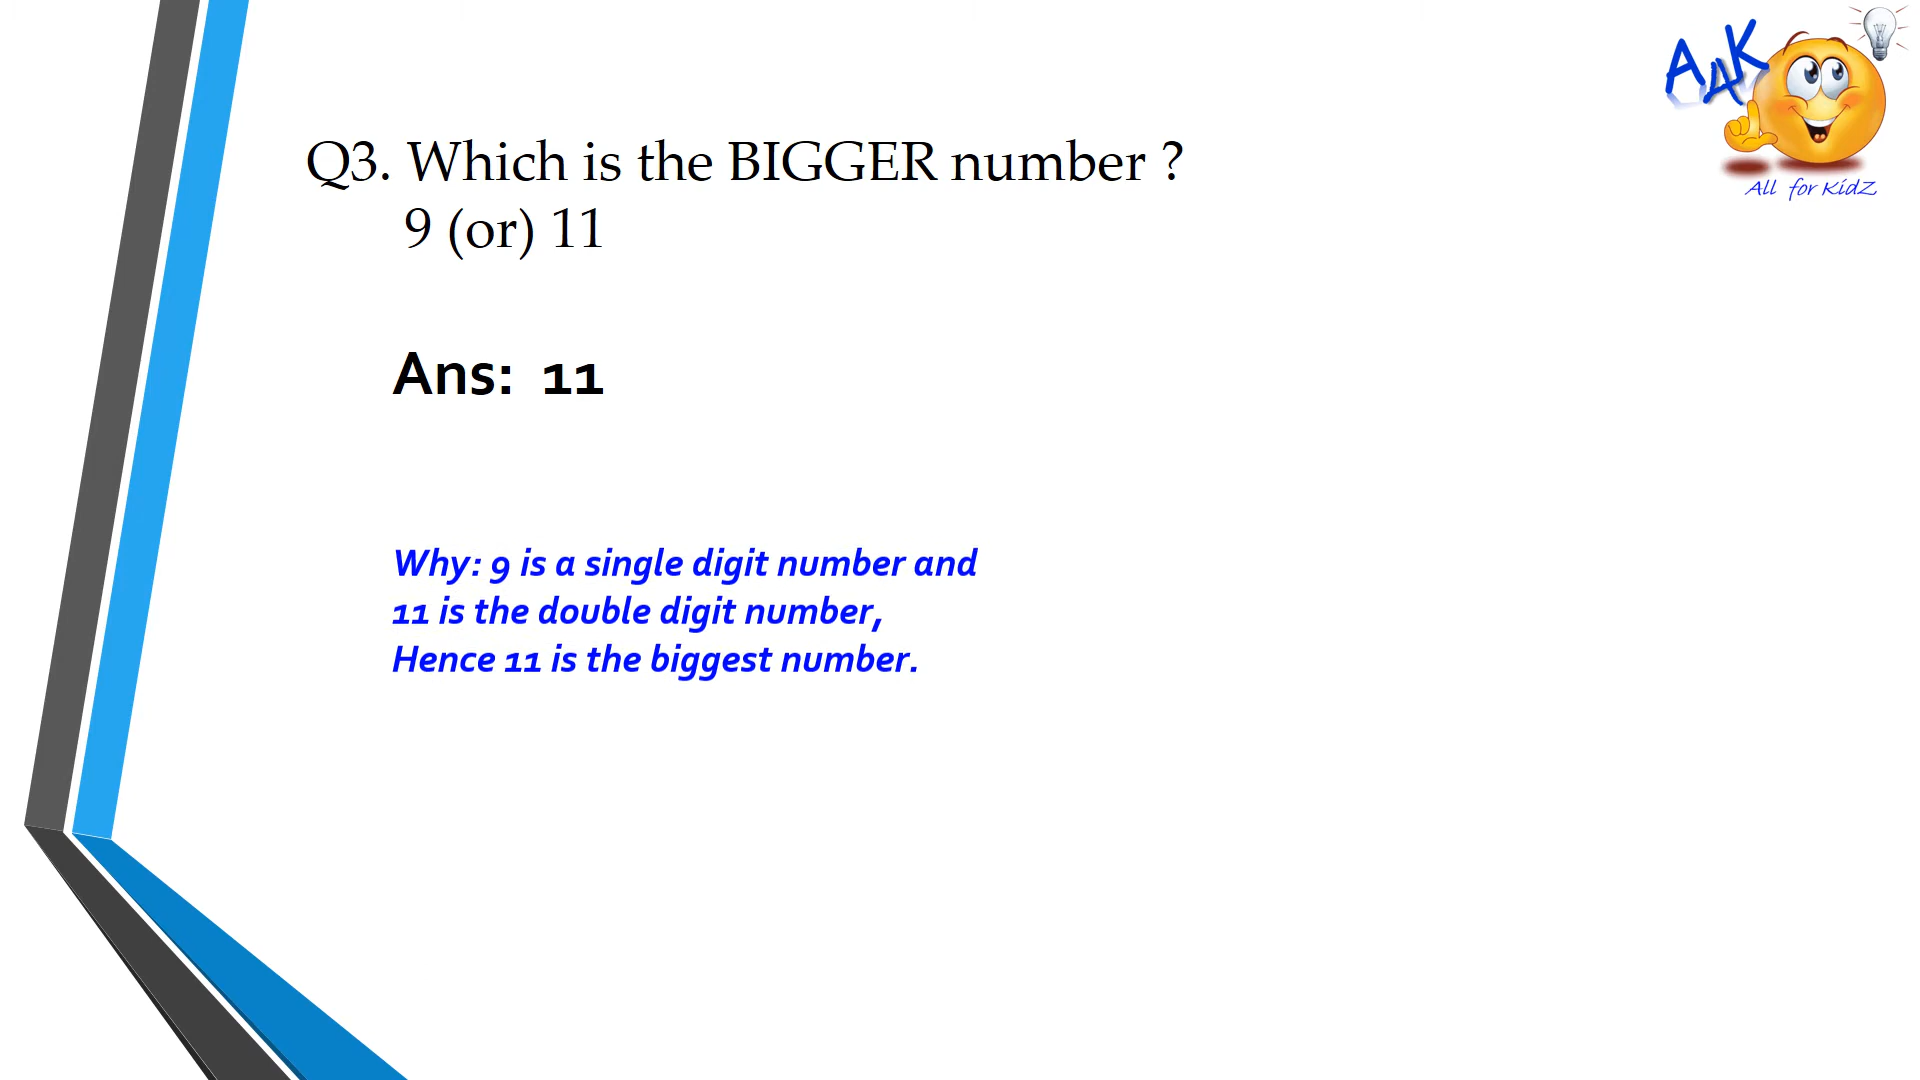 A4K
All for KidZ
Q3. Which is the BIGGER number ?
9 (or) 11
Ans: 11
Why: 9 is a single digit number and
11 is the double digit number,
Hence 11 is the biggest number.